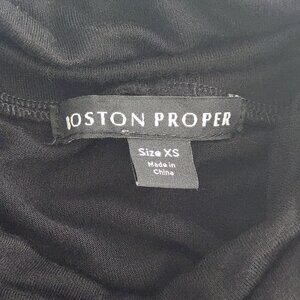 BOSTON PROPER
Size XS
Made in
China